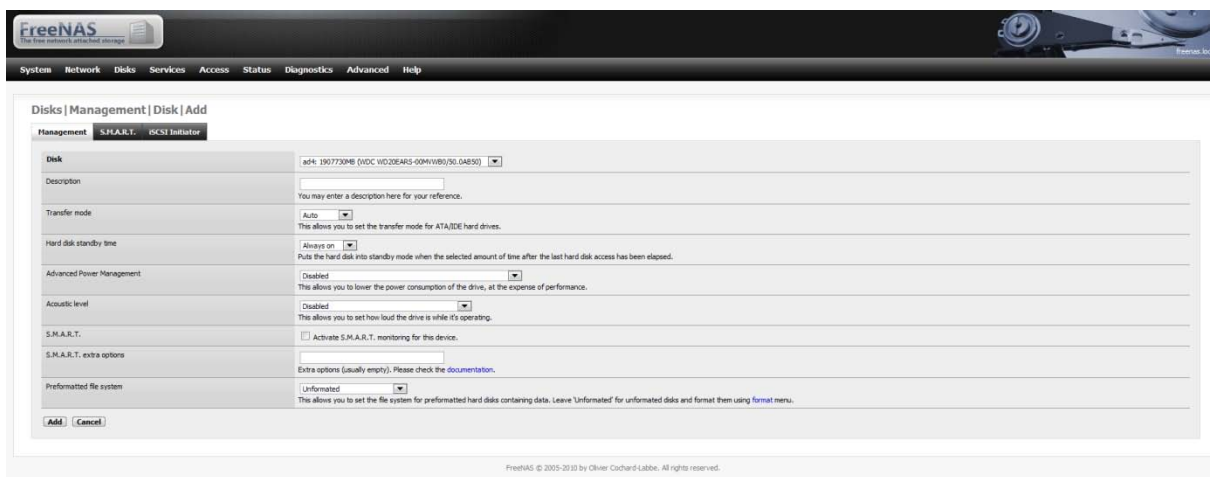 FreeNAS
The free network attached storage
freenas.loc
System Network Disks Services Access Status Diagnostics Advanced Help
Disks|Management|Disk|Add
Management S.M.A.R.T. iSCSI Initiator
Disk
ad4: 1907730MB (WDC WD20EARS-00MVWB0/50.0AB50)
Description
You may enter a description here for your reference.
Transfer mode
Auto
This allows you to set the transfer mode for ATA/IDE hard drives.
Hard disk standby time
Always on
Puts the hard disk into standby mode when the selected amount of time after the last hard disk access has been elapsed.
Advanced Power Management
Disabled
This allows you to lower the power consumption of the drive, at the expense of performance.
Acoustic level
Disabled
This allows you to set how loud the drive is while it's operating.
S.M.A.R.T.
Activate S.M.A.R.T. monitoring for this device.
S.M.A.R.T. extra options
Extra options (usually empty). Please check the documentation.
Preformatted file system
Unformated
This allows you to set the file system for preformatted hard disks containing data. Leave 'Unformated' for unformated disks and format them using format menu.
Add Cancel
FreeNAS © 2005-2010 by Olivier Cochard-Labbe. All rights reserved.